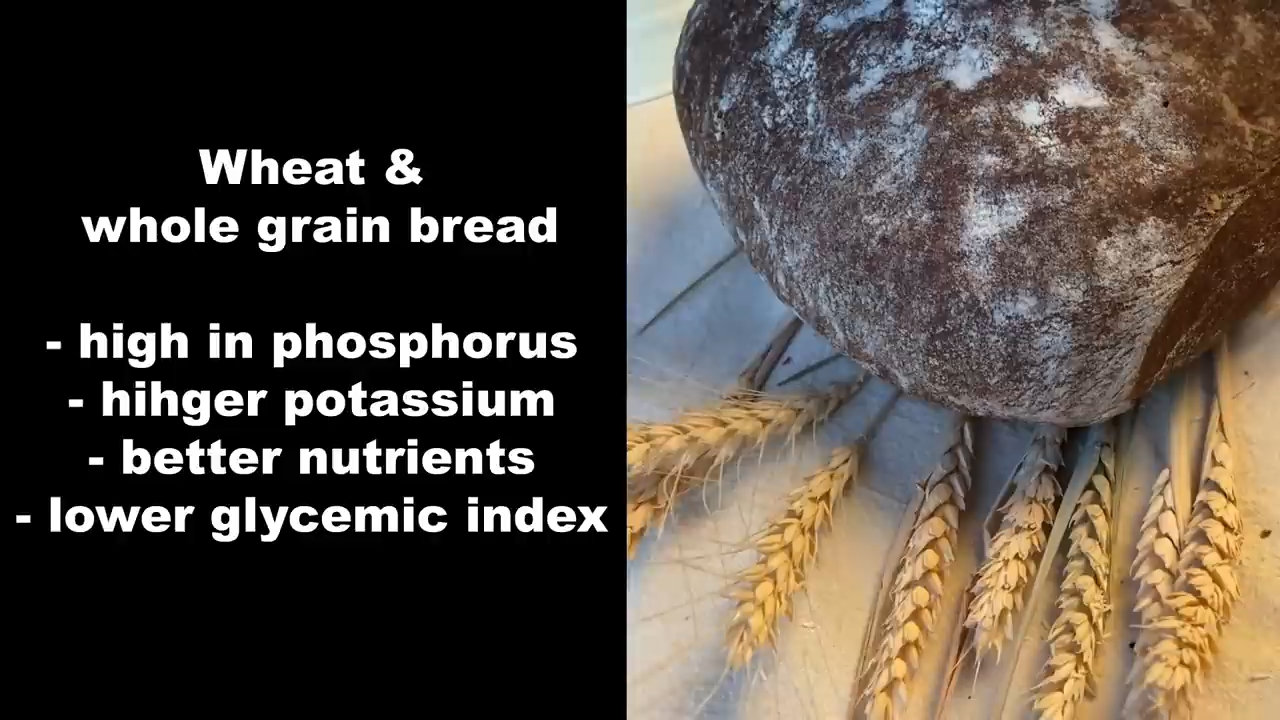 Wheat &
whole grain bread
- high in phosphorus
- hihger potassium
- better nutrients
- lower glycemic index